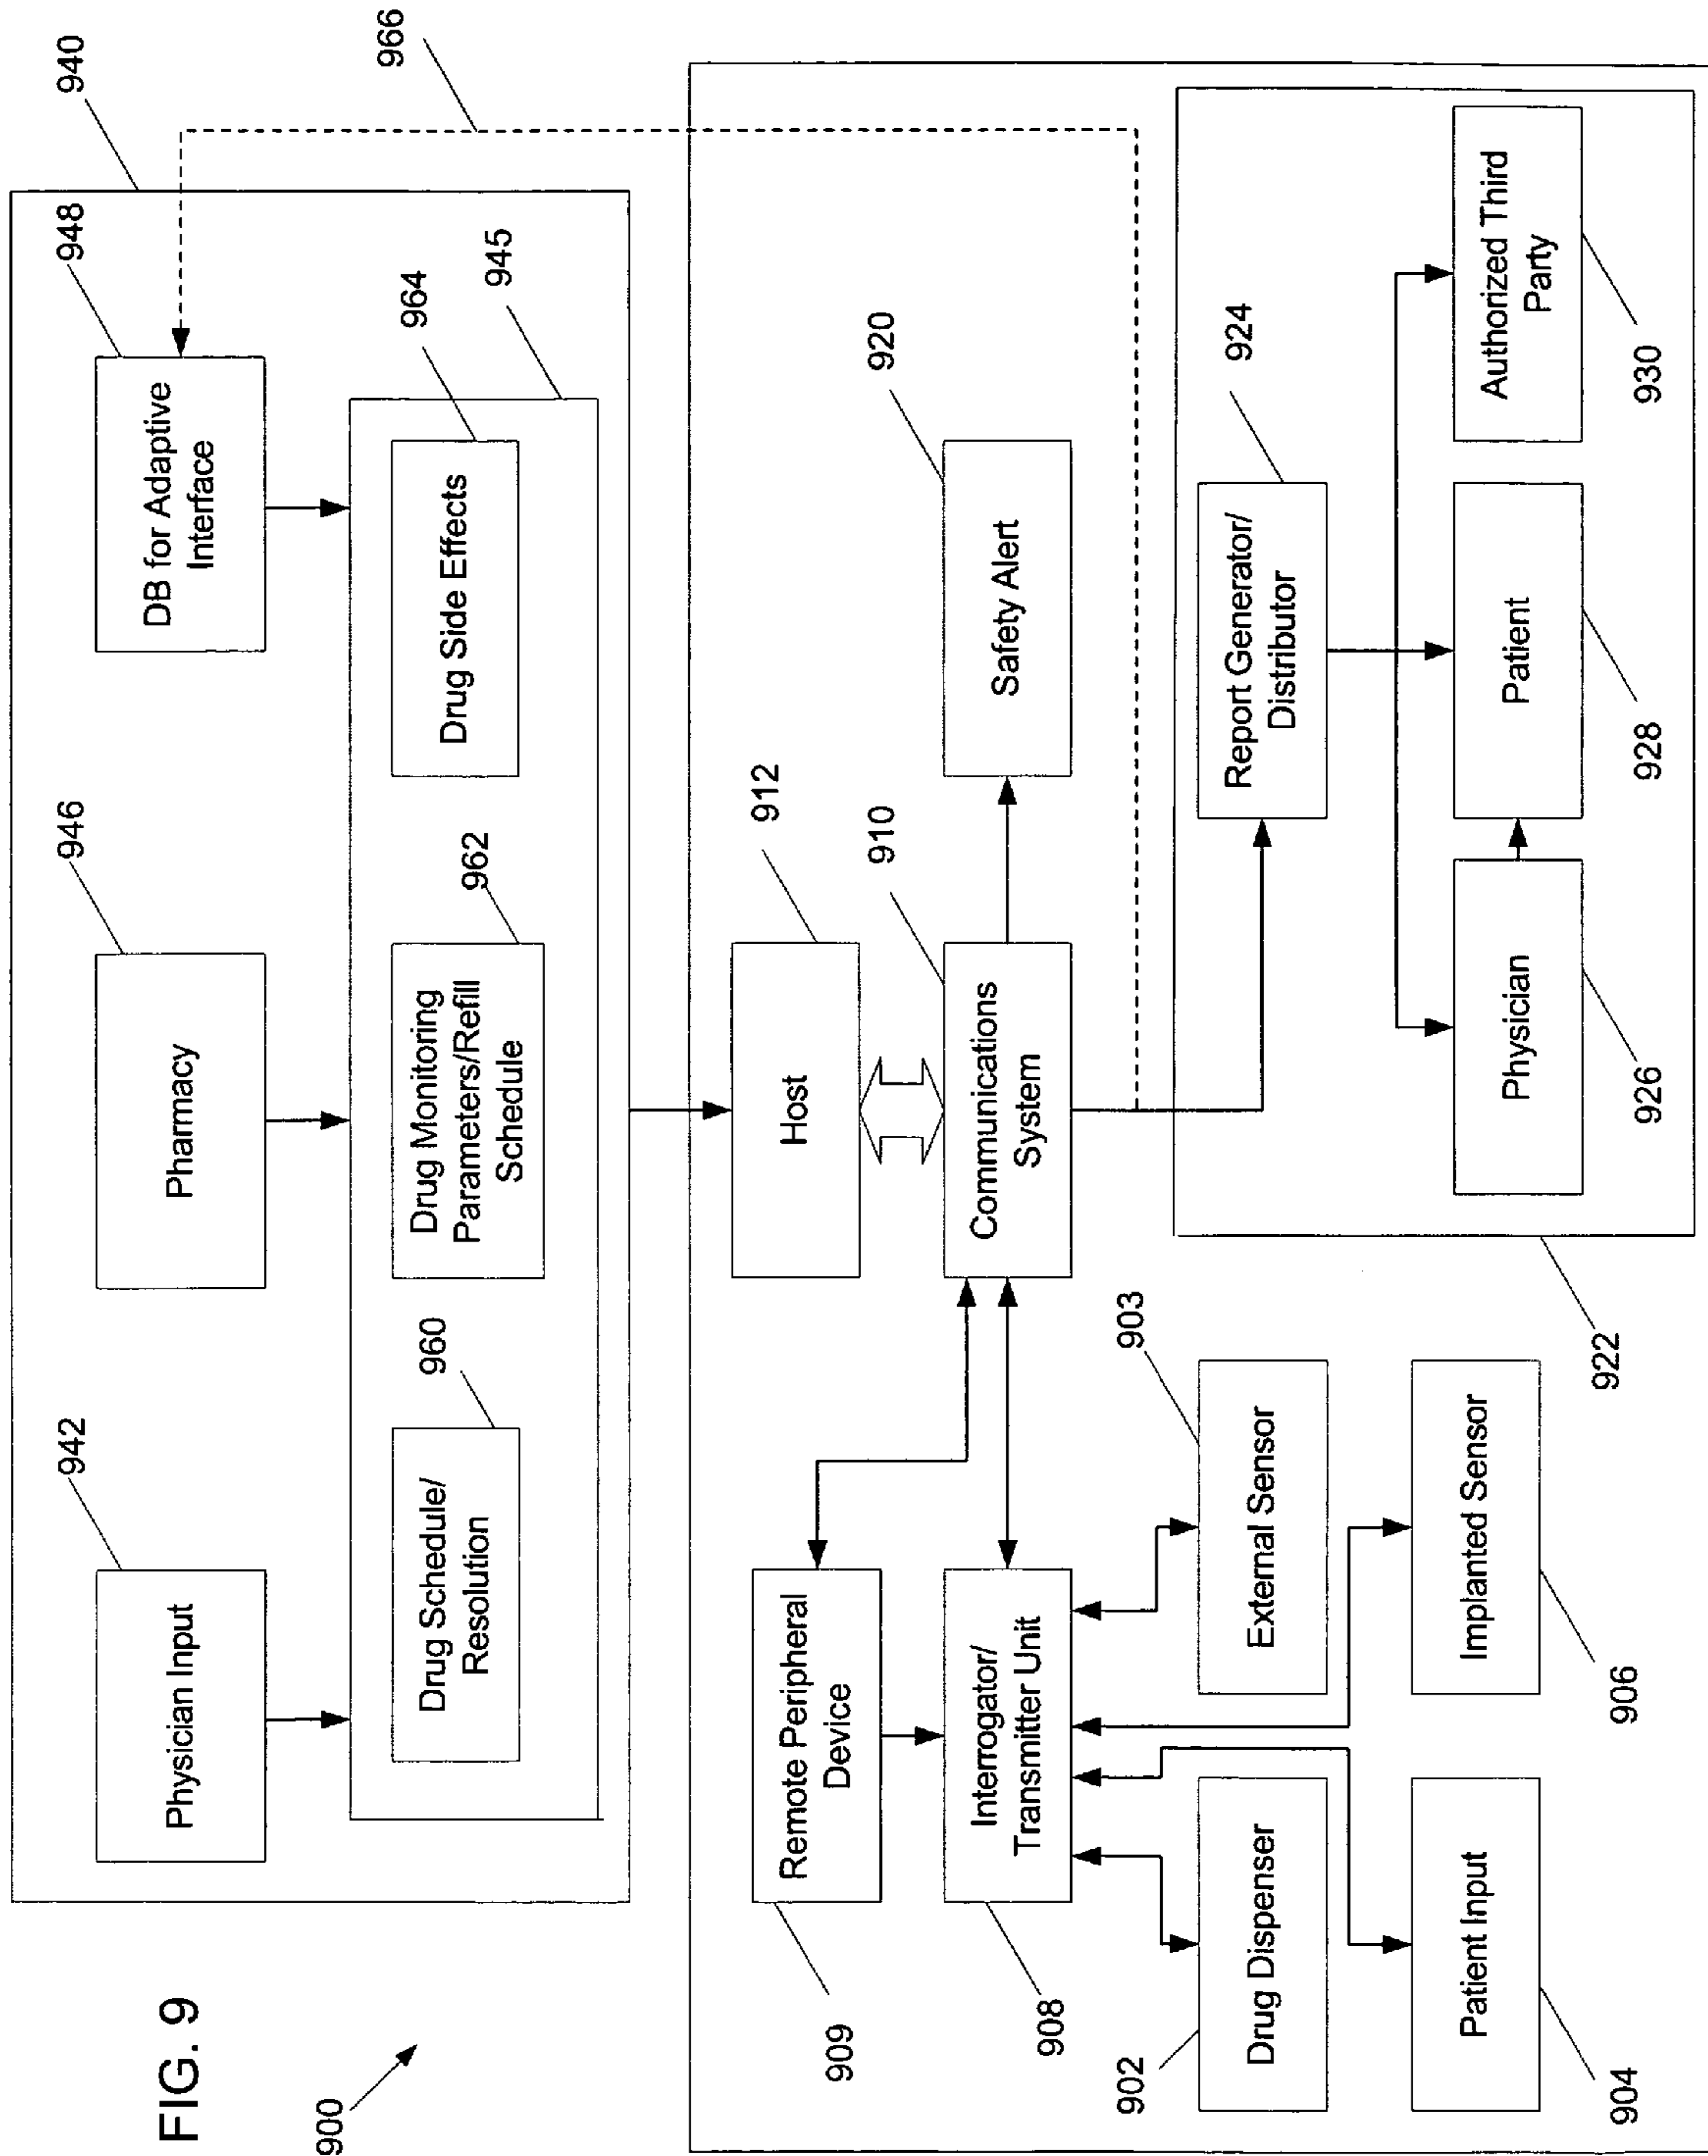 FIG. 9
900
940
942
946
948
966
Physician Input
Pharmacy
DB for Adaptive
Interface
960
962
964
945
Drug Schedule/
Resolution
Drug Monitoring
Parameters/Refill
Schedule
Drug Side Effects
912
Host
909
Remote Peripheral
Device
910
Communications
System
920
Safety Alert
908
Interrogator/
Transmitter Unit
902
Drug Dispenser
903
External Sensor
904
Patient Input
906
Implanted Sensor
922
924
Report Generator/
Distributor
Physician
926
Patient
928
Authorized Third
Party
930